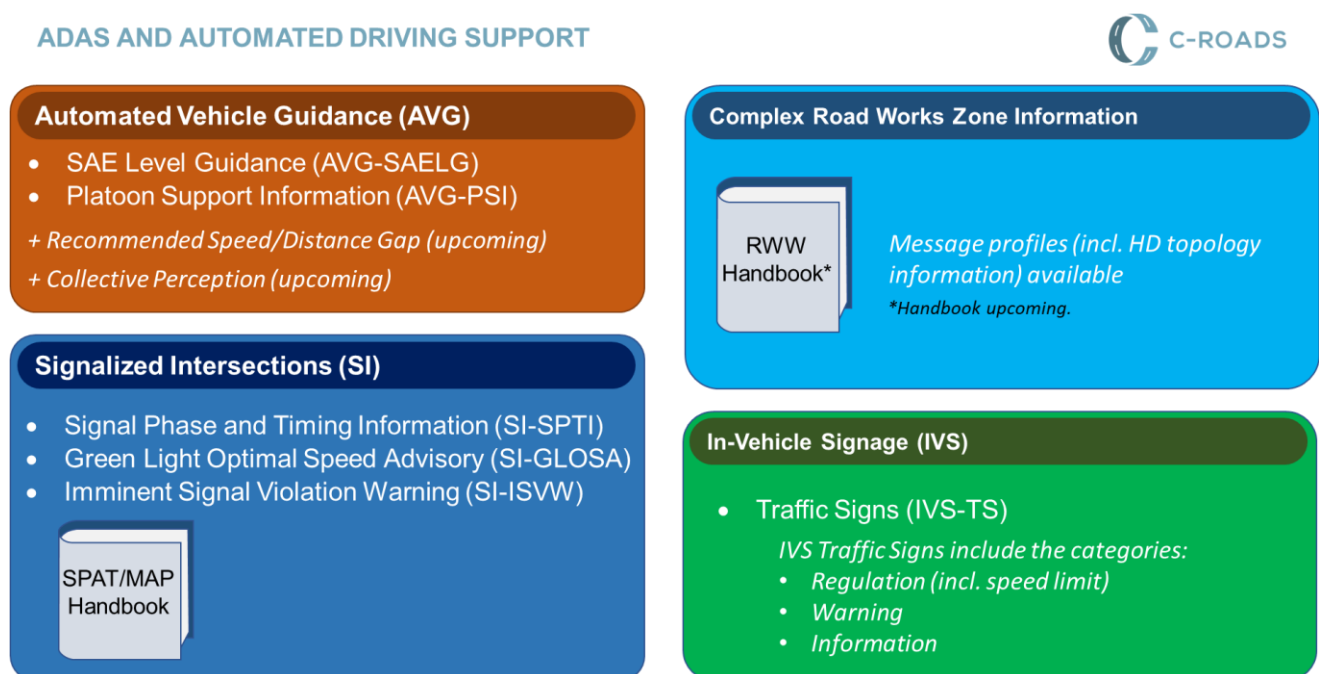 ADAS AND AUTOMATED DRIVING SUPPORT
C-ROADS
Automated Vehicle Guidance (AVG)
• SAE Level Guidance (AVG-SAELG)
• Platoon Support Information (AVG-PSI)
+ Recommended Speed/Distance Gap (upcoming)
+ Collective Perception (upcoming)
Complex Road Works Zone Information
RWW
Handbook*
Message profiles (incl. HD topology
information) available
*Handbook upcoming.
Signalized Intersections (SI)
• Signal Phase and Timing Information (SI-SPTI)
• Green Light Optimal Speed Advisory (SI-GLOSA)
• Imminent Signal Violation Warning (SI-ISVW)
SPAT/MAP
Handbook
In-Vehicle Signage (IVS)
• Traffic Signs (IVS-TS)
IVS Traffic Signs include the categories:
• Regulation (incl. speed limit)
• Warning
• Information